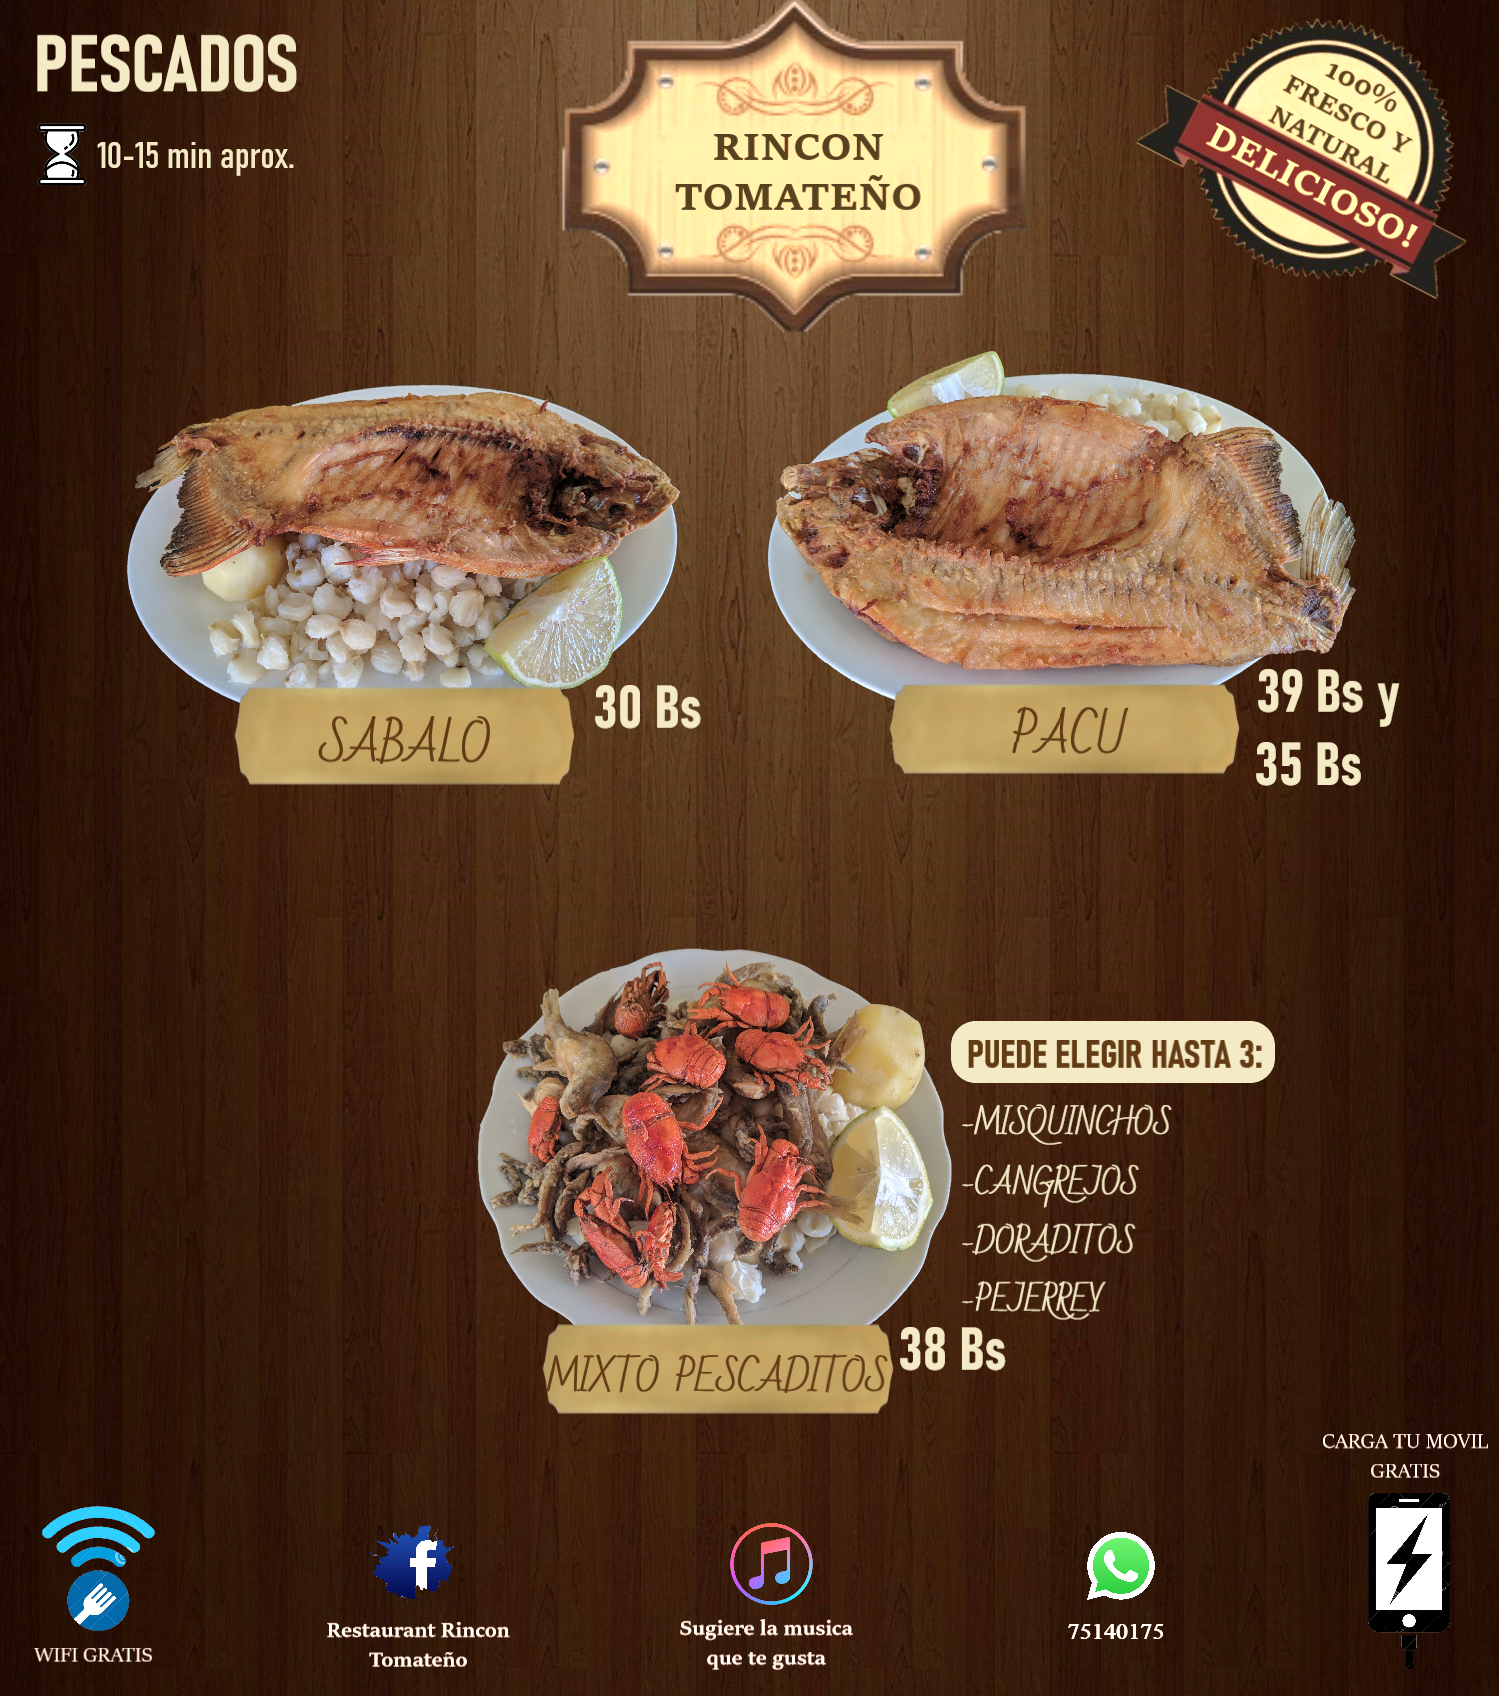 PESCADOS
10-15 min aprox.
RINCON
TOMATEÑO
100%
FRESCO Y
NATURAL
DELICIOSO!
SABALO
30 Bs
PACU
39 Bs y
35 Bs
PUEDE ELEGIR HASTA 3:
-MISQUINCHOS
-CANGREJOS
-DORADITOS
-PEJERREY
MIXTO PESCADITOS
38 Bs
CARGA TU MOVIL
GRATIS
WIFI GRATIS
Restaurant Rincon
Tomateño
Sugiere la musica
que te gusta
75140175